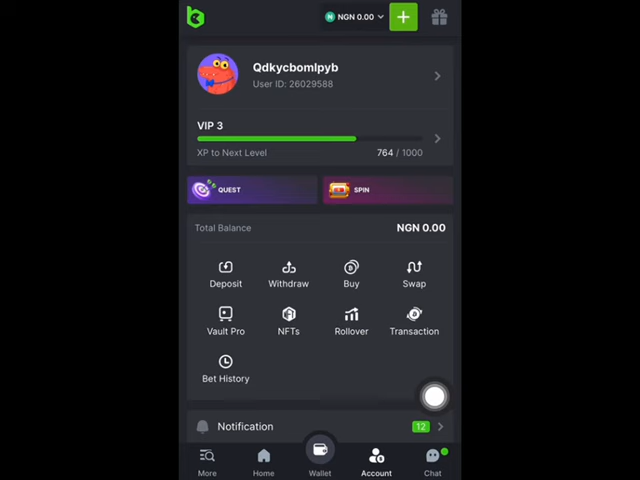 NGN 0.00
Qdkycbomlpyb
User ID: 26029588
VIP 3
XP to Next Level 764 / 1000
QUEST SPIN
Total Balance NGN 0.00
Deposit Withdraw Buy Swap
Vault Pro NFTs Rollover Transaction
Bet History
Notification 12
More Home Wallet Account Chat